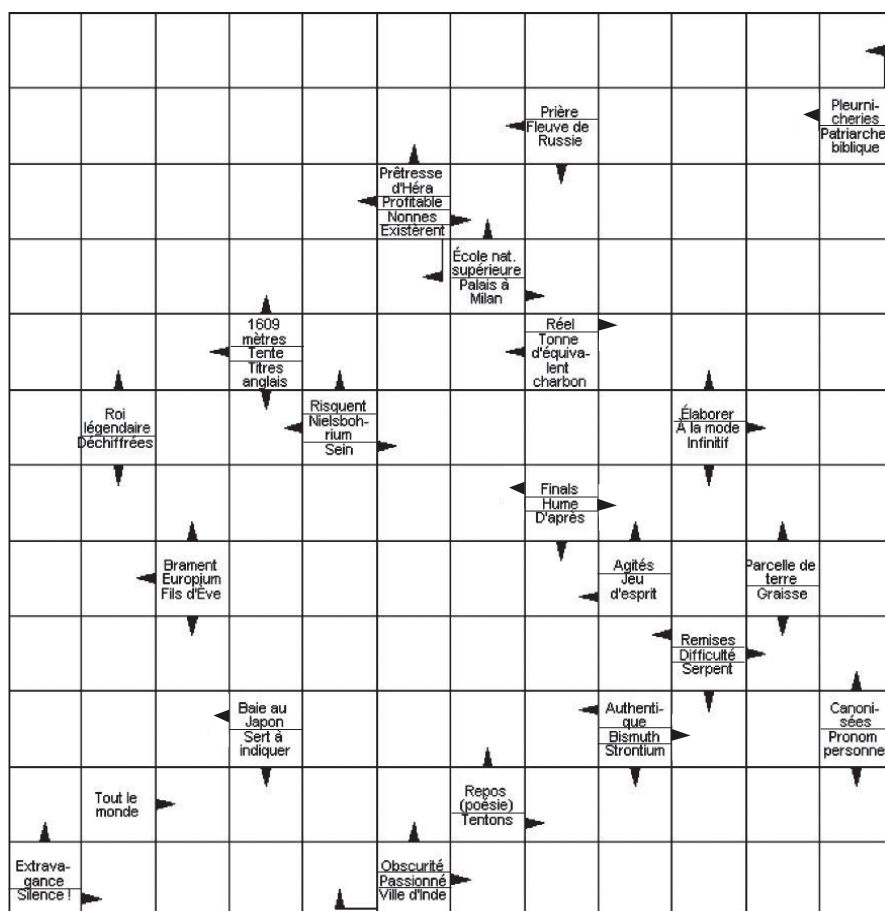 Prière
Fleuve de
Russie
Pleurni-
cheries
Patriarche
biblique
Prêtresse
d'Héra
Profitable
Nonnes
Existèrent
École nat.
supérieure
Palais à
Milan
1609
mètres
Tente
Titres
anglais
Réel
Tonne
d'équiva-
lent
charbon
Roi
légendaire
Déchiffrées
Risquent
Nielsboh-
rium
Sein
Élaborer
À la mode
Infinitif
Finals
Hume
D'après
Brament
Europium
Fils d'Ève
Agités
Jeu
d'esprit
Parcelle de
terre
Graisse
Remises
Difficulté
Serpent
Baie au
Japon
Sert à
indiquer
Authenti-
que
Bismuth
Strontium
Canoni-
sées
Pronom
personnel
Tout le
monde
Repos
(poésie)
Tentons
Extrava-
gance
Silence !
Obscurité
Passionné
Ville d'Inde